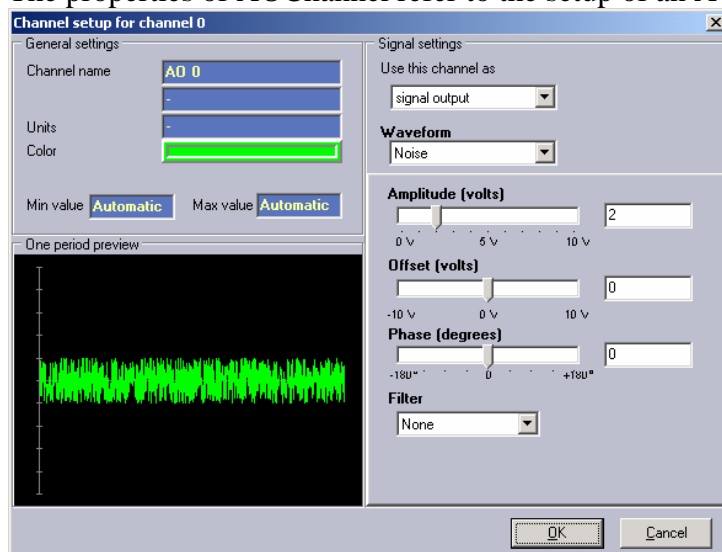 The properties of AO Channel refer to the setup of an A
Channel setup for channel 0
General settings
Channel name
AO 0
-
Units
-
Color
Min value
Automatic
Max value
Automatic
One period preview
Signal settings
Use this channel as
signal output
Waveform
Noise
Amplitude (volts)
2
0 V 5 V 10 V
Offset (volts)
0
-10 V 0 V 10 V
Phase (degrees)
0
-180° 0 +180°
Filter
None
OK
Cancel